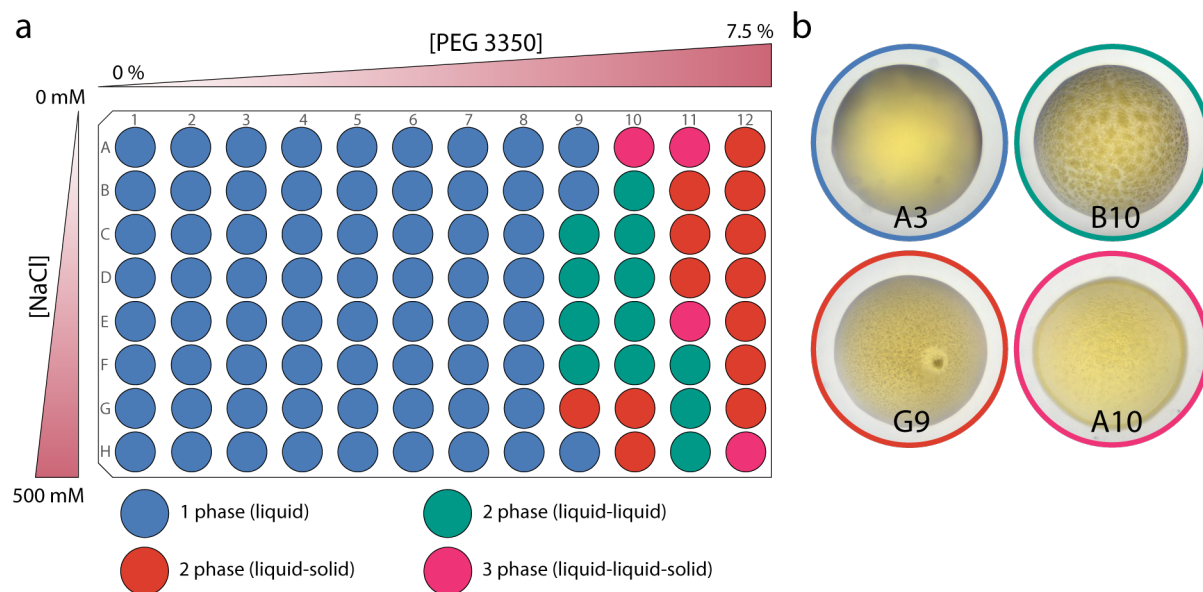 a
[PEG 3350]
7.5 %
0 %
0 mM
1 2 3 4 5 6 7 8 9 10 11 12
A
B
C
D
E
F
G
H
[NaCl]
500 mM
1 phase (liquid)
2 phase (liquid-liquid)
2 phase (liquid-solid)
3 phase (liquid-liquid-solid)
b
A3
B10
G9
A10